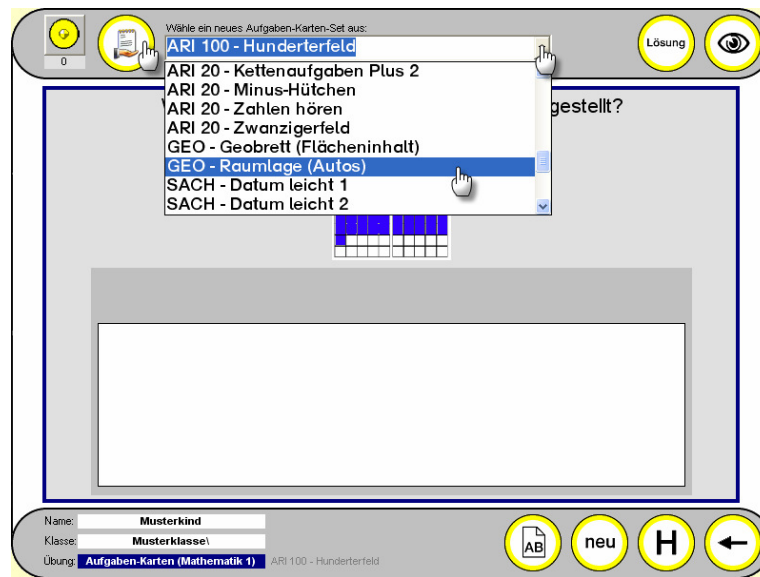 Wähle ein neues Aufgaben-Karten-Set aus:
ARI 100 - Hunderterfeld
Lösung
0
ARI 20 - Kettenaufgaben Plus 2
ARI 20 - Minus-Hütchen
ARI 20 - Zahlen hören
gestellt?
ARI 20 - Zwanzigerfeld
GEO - Geobrett (Flächeninhalt)
GEO - Raumlage (Autos)
SACH - Datum leicht 1
SACH - Datum leicht 2
Name: Musterkind
Klasse: Musterklasse\
Übung: Aufgaben-Karten (Mathematik 1) ARI 100 - Hunderterfeld
AB
neu
H